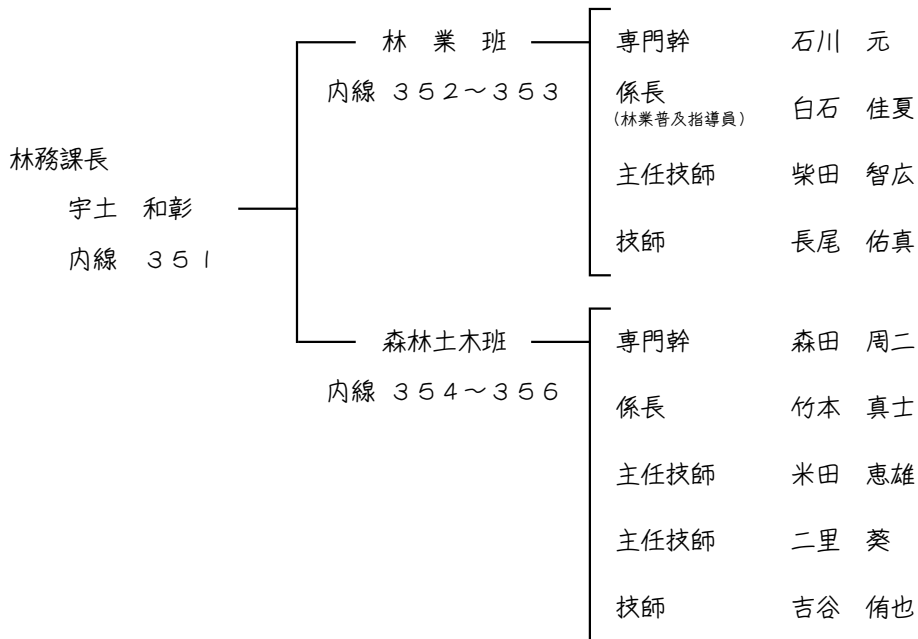 林務課長
宇土　和彰
内線　３５１
林　業　班
内線 ３５２～３５３
専門幹　石川　元
係長　白石　佳夏
(林業普及指導員)
主任技師　柴田　智広
技師　長尾　佑真
森林土木班
内線 ３５４～３５６
専門幹　森田　周二
係長　竹本　真士
主任技師　米田　恵雄
主任技師　二里　葵
技師　吉谷　侑也